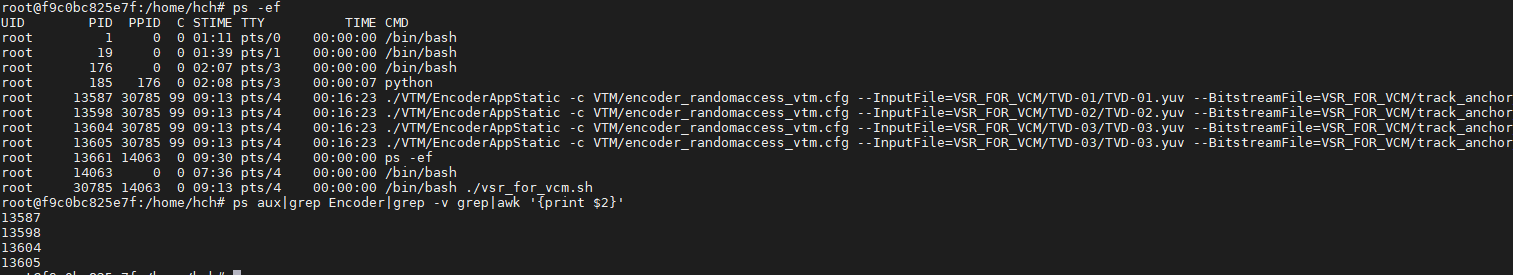 root@f9c0bc825e7f:/home/hch# ps -ef
UID        PID  PPID  C STIME TTY          TIME CMD
root         1     0  0 01:11 pts/0    00:00:00 /bin/bash
root        19     0  0 01:39 pts/1    00:00:00 /bin/bash
root       176     0  0 02:07 pts/3    00:00:00 /bin/bash
root       185   176  0 02:08 pts/3    00:00:07 python
root     13587 30785 99 09:13 pts/4    00:16:23 ./VTM/EncoderAppStatic -c VTM/encoder_randomaccess_vtm.cfg --InputFile=VSR_FOR_VCM/TVD-01/TVD-01.yuv --BitstreamFile=VSR_FOR_VCM/track_anchor
root     13598 30785 99 09:13 pts/4    00:16:23 ./VTM/EncoderAppStatic -c VTM/encoder_randomaccess_vtm.cfg --InputFile=VSR_FOR_VCM/TVD-02/TVD-02.yuv --BitstreamFile=VSR_FOR_VCM/track_anchor
root     13604 30785 99 09:13 pts/4    00:16:23 ./VTM/EncoderAppStatic -c VTM/encoder_randomaccess_vtm.cfg --InputFile=VSR_FOR_VCM/TVD-03/TVD-03.yuv --BitstreamFile=VSR_FOR_VCM/track_anchor
root     13605 30785 99 09:13 pts/4    00:16:23 ./VTM/EncoderAppStatic -c VTM/encoder_randomaccess_vtm.cfg --InputFile=VSR_FOR_VCM/TVD-03/TVD-03.yuv --BitstreamFile=VSR_FOR_VCM/track_anchor
root     13661 14063  0 09:30 pts/4    00:00:00 ps -ef
root     14063     0  0 07:36 pts/4    00:00:00 /bin/bash
root     30785 14063  0 09:13 pts/4    00:00:00 /bin/bash ./vsr_for_vcm.sh
root@f9c0bc825e7f:/home/hch# ps aux|grep Encoder|grep -v grep|awk '{print $2}'
13587
13598
13604
13605
root@f9c0bc825e7f:/home/hch#